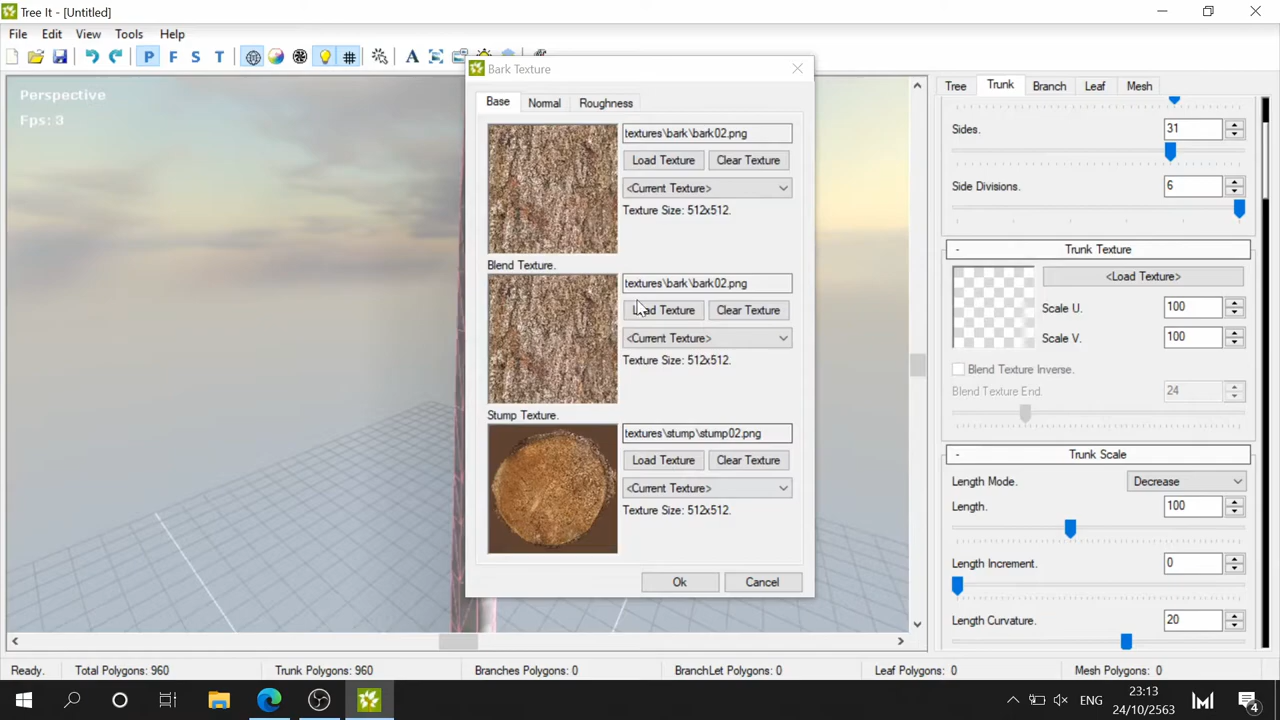 Tree It - [Untitled]
File Edit View Tools Help
P F S T A
Perspective
Fps: 3
Bark Texture
Base Normal Roughness
textures\bark\bark02.png
Load Texture Clear Texture
<Current Texture>
Texture Size: 512x512.
Blend Texture.
textures\bark\bark02.png
Load Texture Clear Texture
<Current Texture>
Texture Size: 512x512.
Stump Texture.
textures\stump\stump02.png
Load Texture Clear Texture
<Current Texture>
Texture Size: 512x512.
Ok Cancel
Tree Trunk Branch Leaf Mesh
Sides. 31
Side Divisions. 6
- Trunk Texture
<Load Texture>
Scale U. 100
Scale V. 100
Blend Texture Inverse.
Blend Texture End. 24
- Trunk Scale
Length Mode. Decrease
Length. 100
Length Increment. 0
Length Curvature. 20
Ready. Total Polygons: 960 Trunk Polygons: 960 Branches Polygons: 0 BranchLet Polygons: 0 Leaf Polygons: 0 Mesh Polygons: 0
ENG
23:13
24/10/2563
4